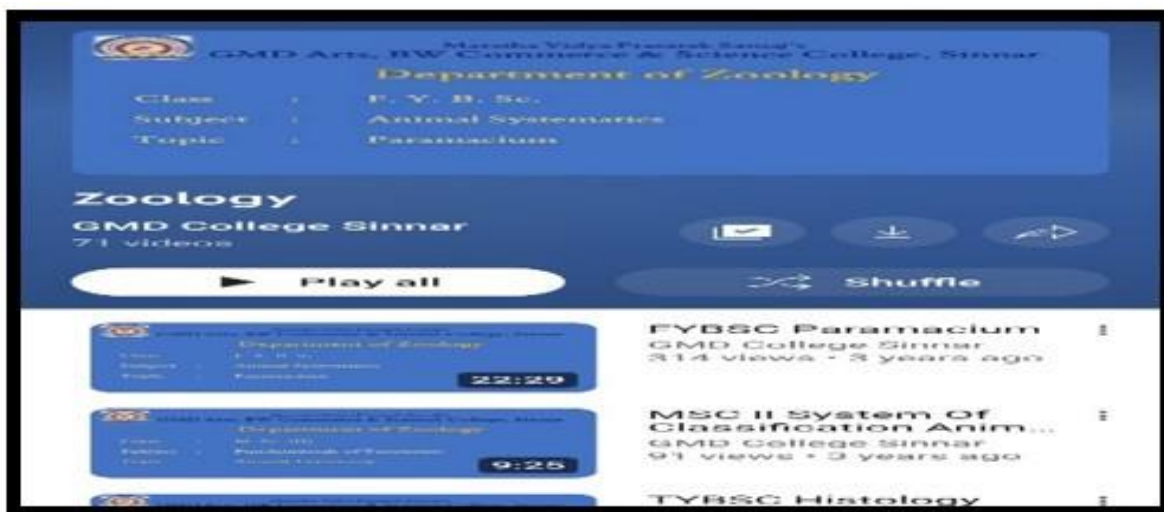 Maratha Vidya Prasarak Samaj's
GMD Arts, BW Commerce & Science College, Sinnar
Department of Zoology
Class : F. Y. B. Sc.
Subject : Animal Systematics
Topic : Paramacium
Zoology
GMD College Sinnar
71 videos
Play all
Shuffle
Department of Zoology
22:29
FYBSC Paramacium
GMD College Sinnar
314 views • 3 years ago
Department of Zoology
9:25
MSC II System Of
Classification Anim...
GMD College Sinnar
91 views • 3 years ago
TYBSC Histology